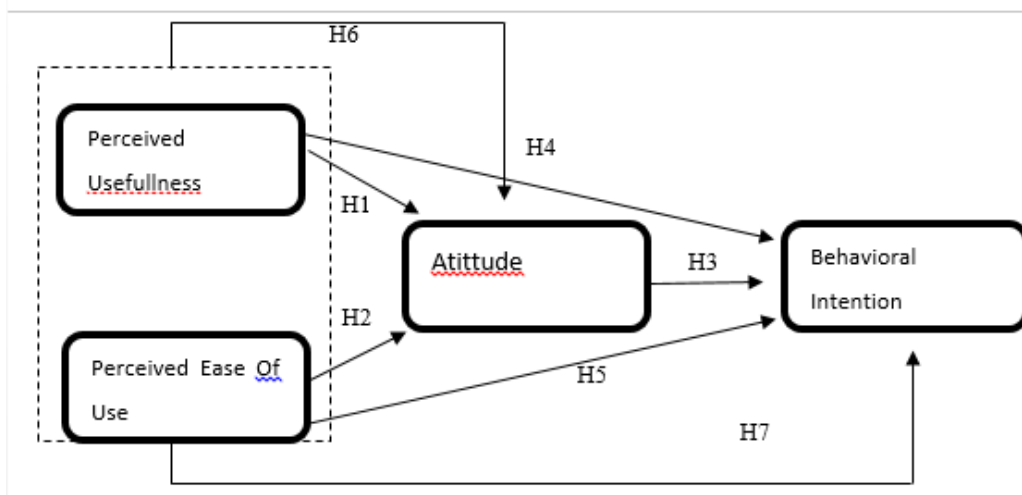 H6
Perceived
Usefullness
H4
H1
Atittude
H3
Behavioral
Intention
H2
Perceived Ease Of
Use
H5
H7